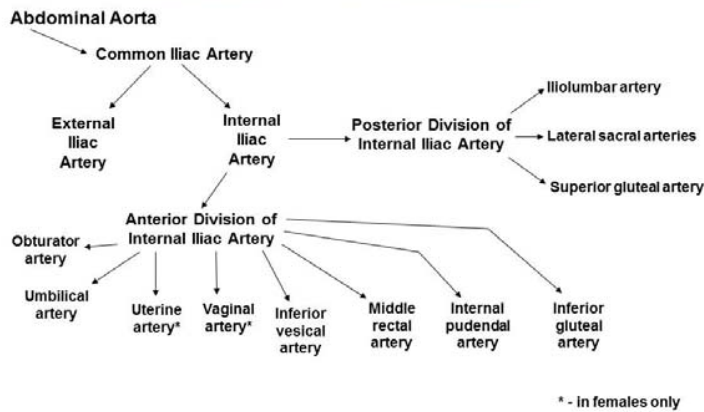 Abdominal Aorta
Common Iliac Artery
External
Iliac
Artery
Internal
Iliac
Artery
Posterior Division of
Internal Iliac Artery
Iliolumbar artery
Lateral sacral arteries
Superior gluteal artery
Anterior Division of
Internal Iliac Artery
Obturator
artery
Umbilical
artery
Uterine
artery*
Vaginal
artery*
Inferior
vesical
artery
Middle
rectal
artery
Internal
pudendal
artery
Inferior
gluteal
artery
* - in females only